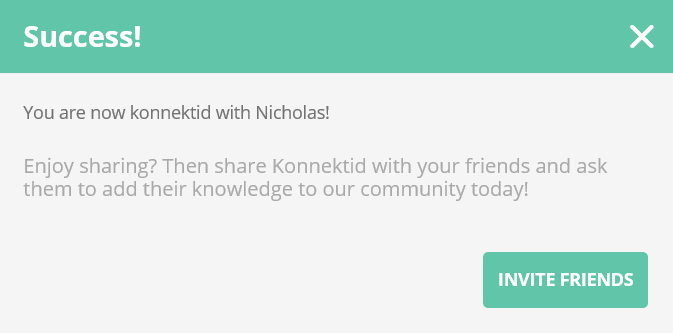 Success!
You are now konnektid with Nicholas!
Enjoy sharing? Then share Konnektid with your friends and ask
them to add their knowledge to our community today!
INVITE FRIENDS